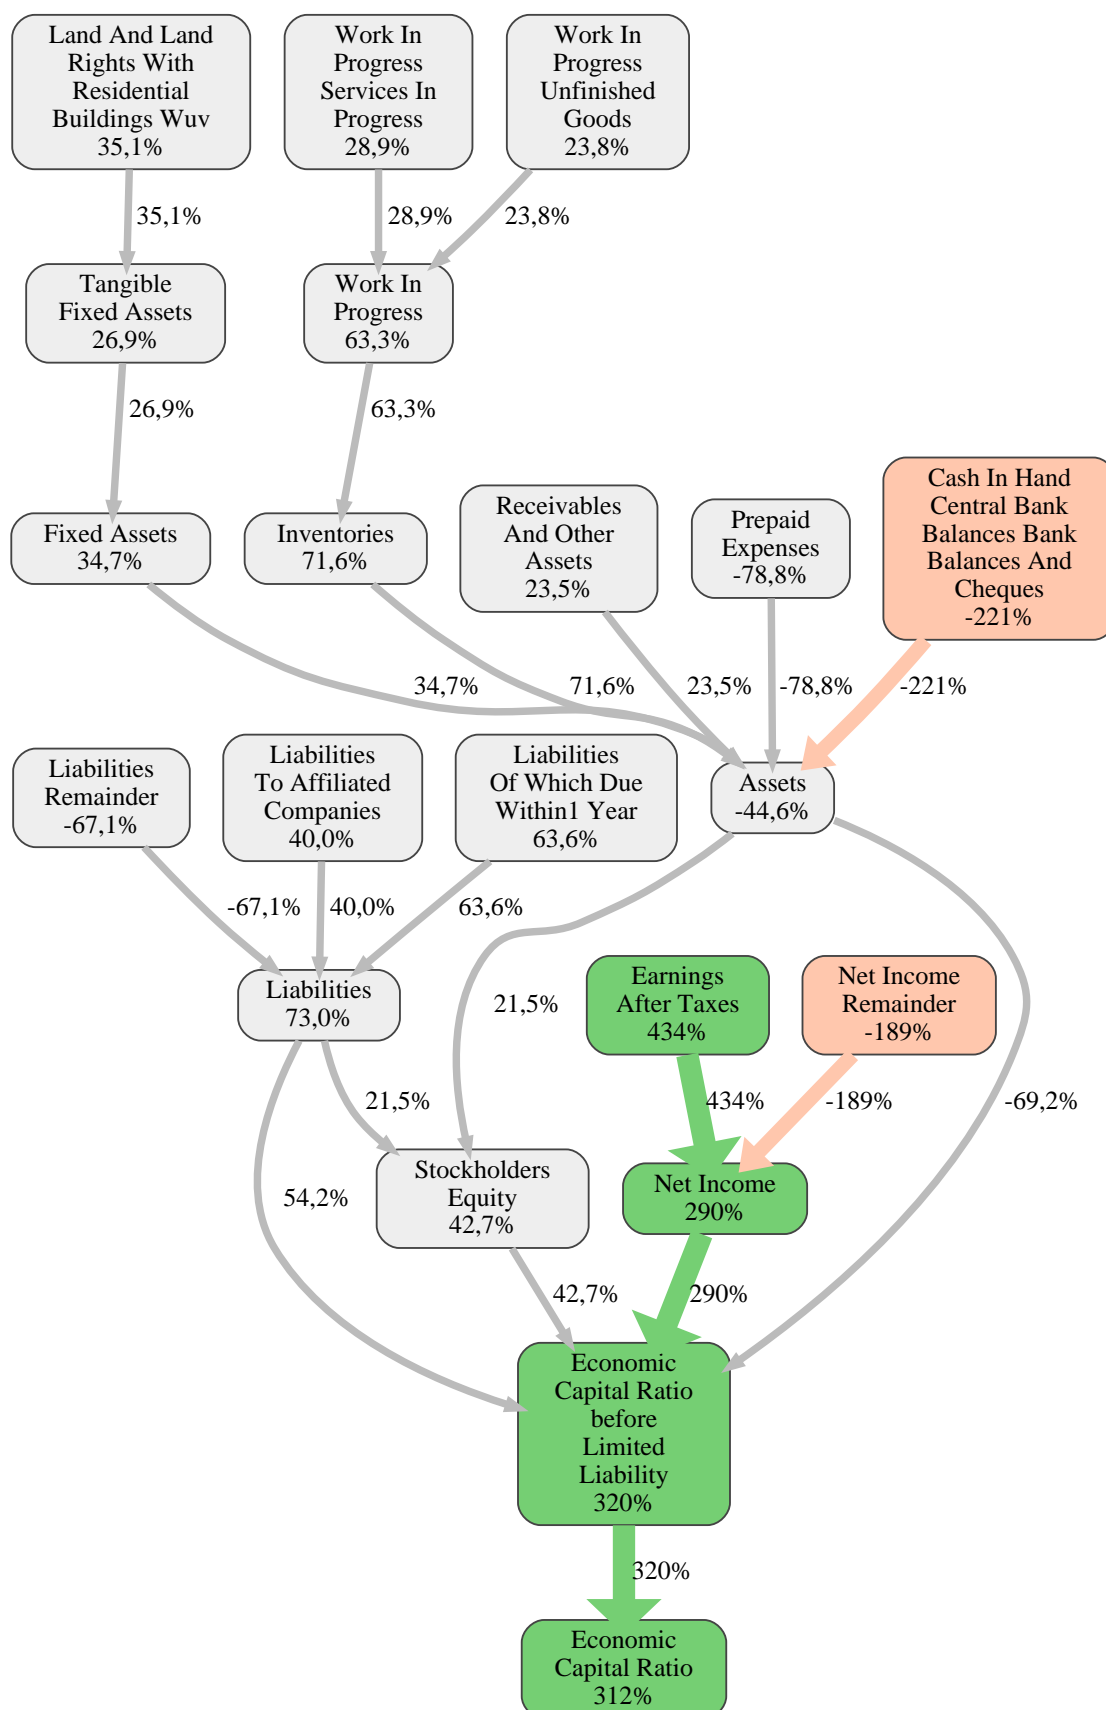 Land And Land
Rights With
Residential
Buildings Wuv
35,1%
Work In
Progress
Services In
Progress
28,9%
Work In
Progress
Unfinished
Goods
23,8%
35,1%
28,9%
23,8%
Tangible
Fixed Assets
26,9%
Work In
Progress
63,3%
26,9%
63,3%
Fixed Assets
34,7%
Inventories
71,6%
Receivables
And Other
Assets
23,5%
Prepaid
Expenses
-78,8%
Cash In Hand
Central Bank
Balances Bank
Balances And
Cheques
-221%
34,7%
71,6%
23,5%
-78,8%
-221%
Liabilities
Remainder
-67,1%
Liabilities
To Affiliated
Companies
40,0%
Liabilities
Of Which Due
Within1 Year
63,6%
Assets
-44,6%
-67,1%
40,0%
63,6%
Liabilities
73,0%
21,5%
Earnings
After Taxes
434%
Net Income
Remainder
-189%
21,5%
434%
-189%
-69,2%
54,2%
Stockholders
Equity
42,7%
Net Income
290%
42,7%
290%
Economic
Capital Ratio
before
Limited
Liability
320%
320%
Economic
Capital Ratio
312%